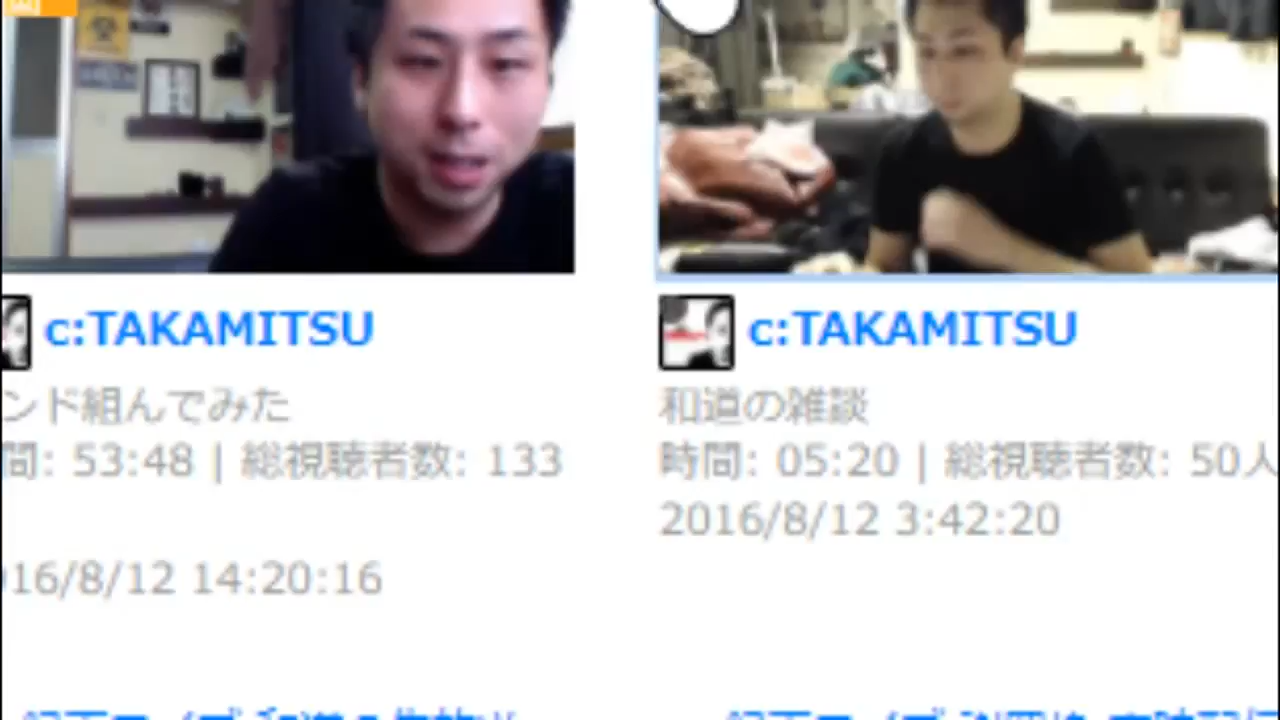 c:TAKAMITSU
ンド組んでみた
間: 53:48 | 総視聴者数: 133
016/8/12 14:20:16
c:TAKAMITSU
和道の雑談
時間: 05:20 | 総視聴者数: 50人
2016/8/12 3:42:20